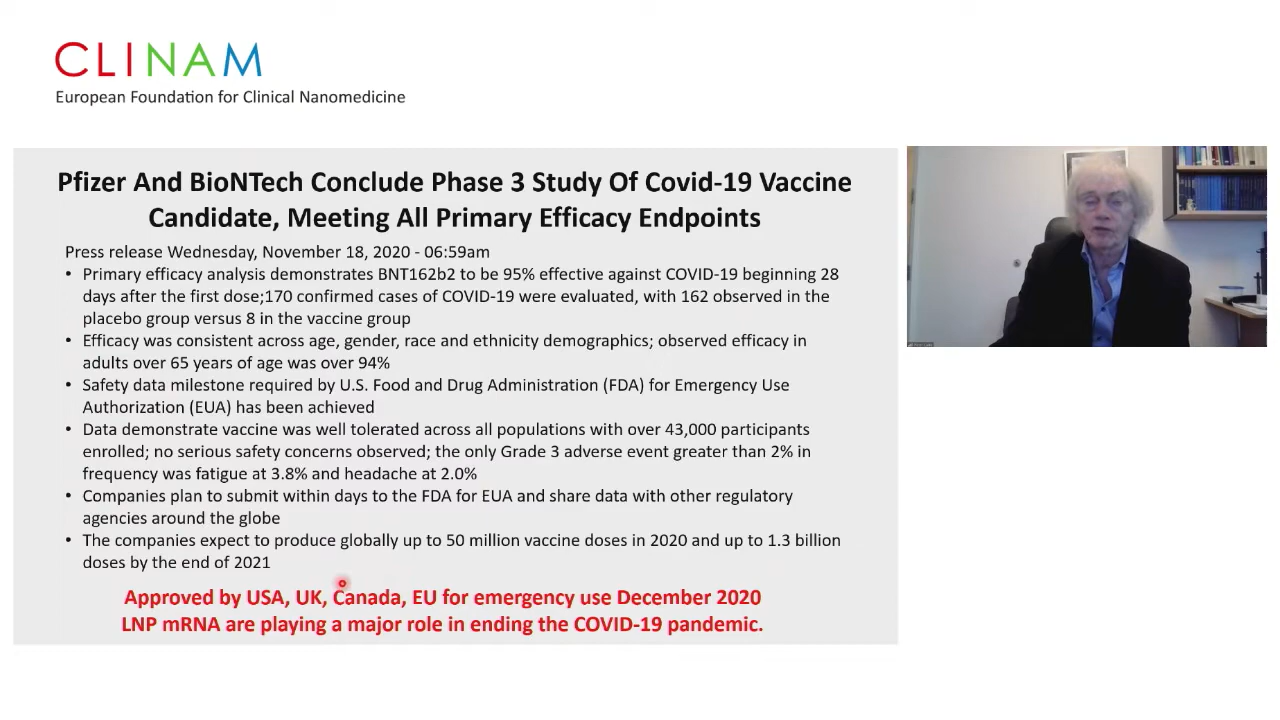 CLINAM
European Foundation for Clinical Nanomedicine
Pfizer And BioNTech Conclude Phase 3 Study Of Covid-19 Vaccine
Candidate, Meeting All Primary Efficacy Endpoints
Press release Wednesday, November 18, 2020 - 06:59am
• Primary efficacy analysis demonstrates BNT162b2 to be 95% effective against COVID-19 beginning 28
days after the first dose;170 confirmed cases of COVID-19 were evaluated, with 162 observed in the
placebo group versus 8 in the vaccine group
• Efficacy was consistent across age, gender, race and ethnicity demographics; observed efficacy in
adults over 65 years of age was over 94%
• Safety data milestone required by U.S. Food and Drug Administration (FDA) for Emergency Use
Authorization (EUA) has been achieved
• Data demonstrate vaccine was well tolerated across all populations with over 43,000 participants
enrolled; no serious safety concerns observed; the only Grade 3 adverse event greater than 2% in
frequency was fatigue at 3.8% and headache at 2.0%
• Companies plan to submit within days to the FDA for EUA and share data with other regulatory
agencies around the globe
• The companies expect to produce globally up to 50 million vaccine doses in 2020 and up to 1.3 billion
doses by the end of 2021
Approved by USA, UK, Canada, EU for emergency use December 2020
LNP mRNA are playing a major role in ending the COVID-19 pandemic.